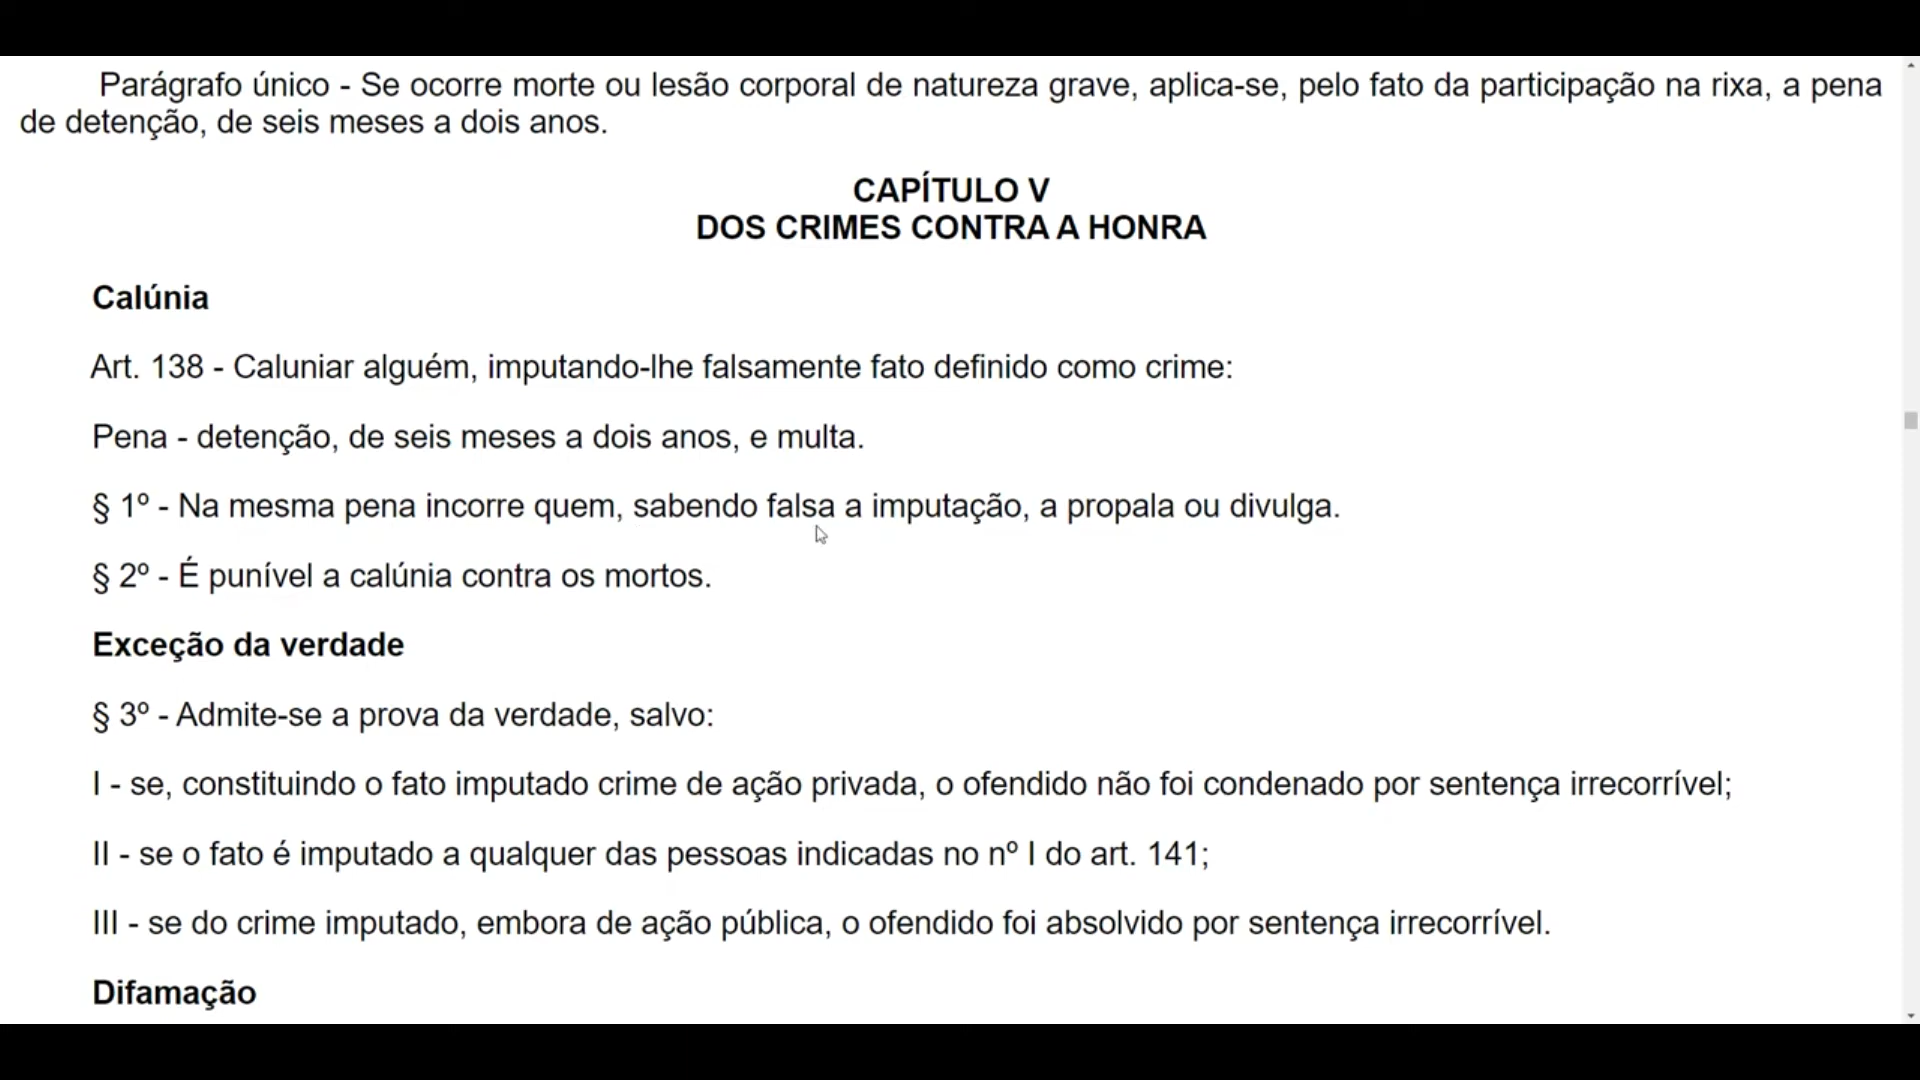 Parágrafo único - Se ocorre morte ou lesão corporal de natureza grave, aplica-se, pelo fato da participação na rixa, a pena
de detenção, de seis meses a dois anos.
CAPÍTULO V
DOS CRIMES CONTRA A HONRA
Calúnia
Art. 138 - Caluniar alguém, imputando-lhe falsamente fato definido como crime:
Pena - detenção, de seis meses a dois anos, e multa.
§ 1º - Na mesma pena incorre quem, sabendo falsa a imputação, a propala ou divulga.
§ 2º - É punível a calúnia contra os mortos.
Exceção da verdade
§ 3º - Admite-se a prova da verdade, salvo:
I - se, constituindo o fato imputado crime de ação privada, o ofendido não foi condenado por sentença irrecorrível;
II - se o fato é imputado a qualquer das pessoas indicadas no nº I do art. 141;
III - se do crime imputado, embora de ação pública, o ofendido foi absolvido por sentença irrecorrível.
Difamação